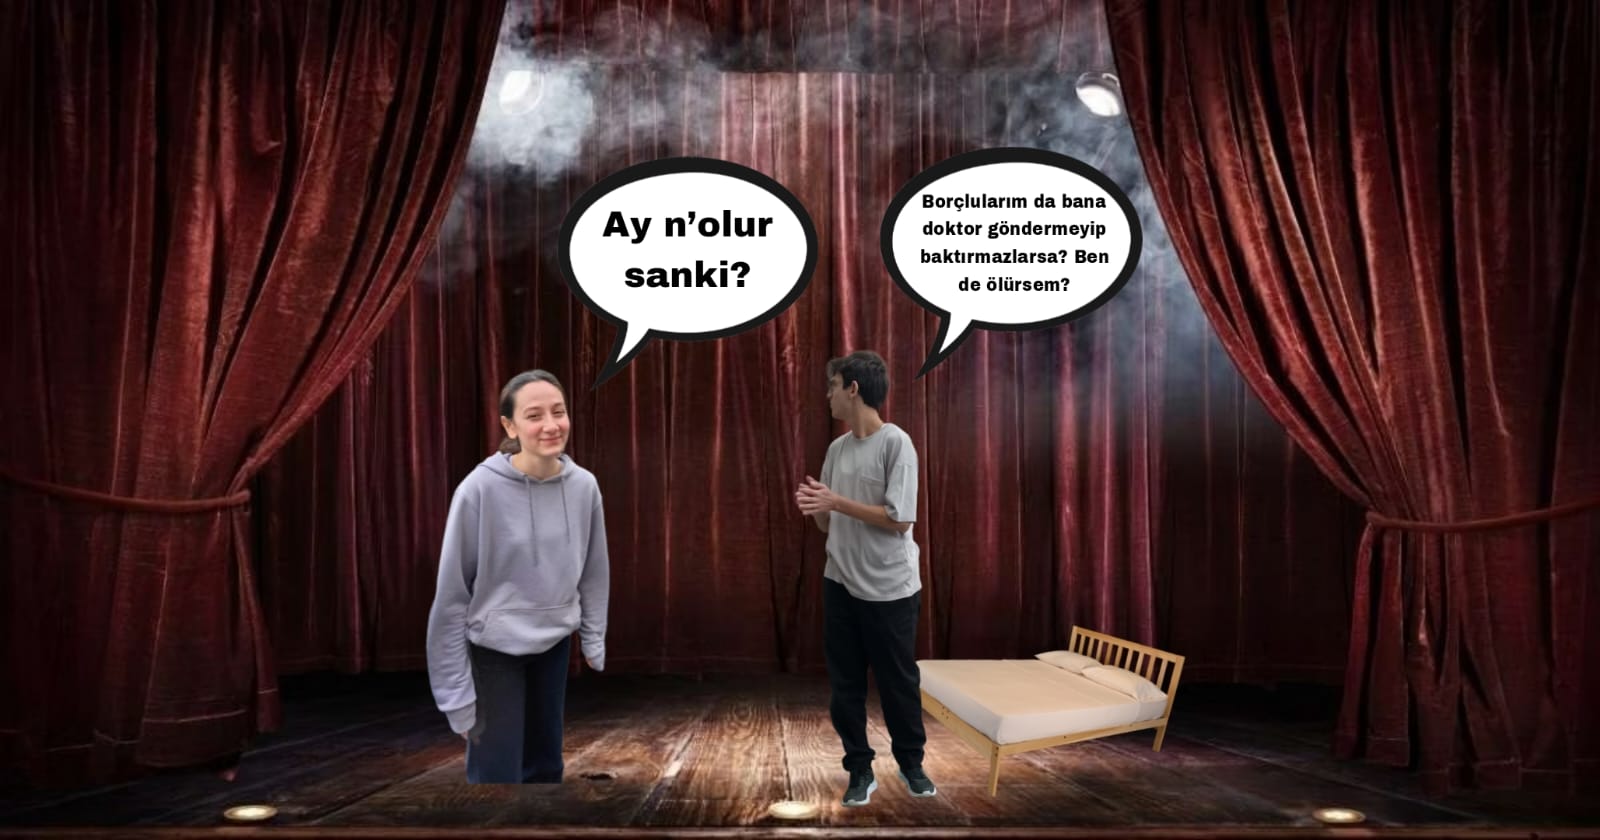 Ay n’olur
sanki?
Borçlularım da bana
doktor göndermeyip
baktırmazlarsa? Ben
de ölürsem?